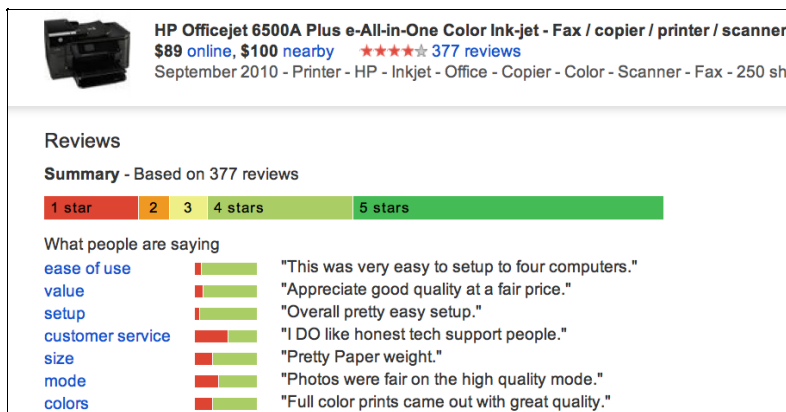 HP Officejet 6500A Plus e-All-in-One Color Ink-jet - Fax / copier / printer / scanner
$89 online, $100 nearby 377 reviews
September 2010 - Printer - HP - Inkjet - Office - Copier - Color - Scanner - Fax - 250 sh
Reviews
Summary - Based on 377 reviews
1 star 2 3 4 stars 5 stars
What people are saying
ease of use "This was very easy to setup to four computers."
value "Appreciate good quality at a fair price."
setup "Overall pretty easy setup."
customer service "I DO like honest tech support people."
size "Pretty Paper weight."
mode "Photos were fair on the high quality mode."
colors "Full color prints came out with great quality."